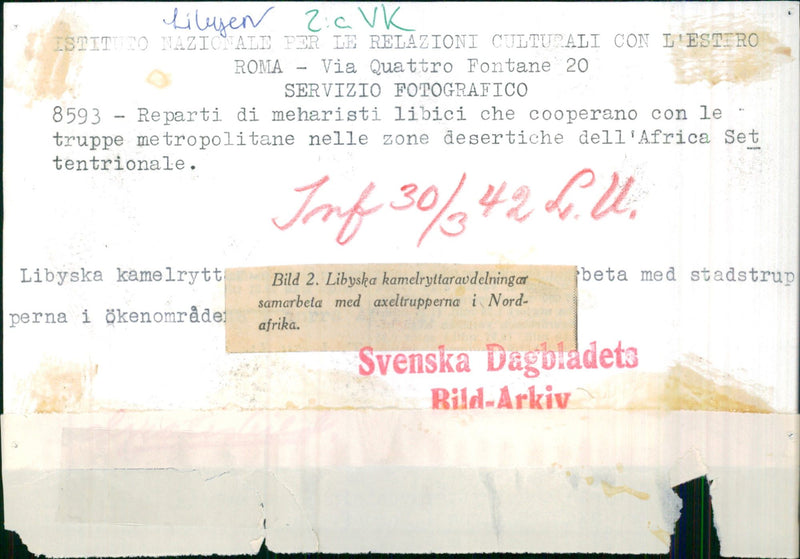 Libyen 2:a VK
ISTITUTO NAZIONALE PER LE RELAZIONI CULTURALI CON L'ESTERO
ROMA - Via Quattro Fontane 20
SERVIZIO FOTOGRAFICO
8593 - Reparti di meharisti libici che cooperano con le
truppe metropolitane nelle zone desertiche dell'Africa Set
tentrionale.
Inf 30/3 42 L.U.
Libyska kamelrytta beta med stadstrup
perna i ökenområde
Bild 2. Libyska kamelryttaravdelningar
samarbeta med axeltrupperna i Nord-
afrika.
Svenska Dagbladets
Bild-Arkiv